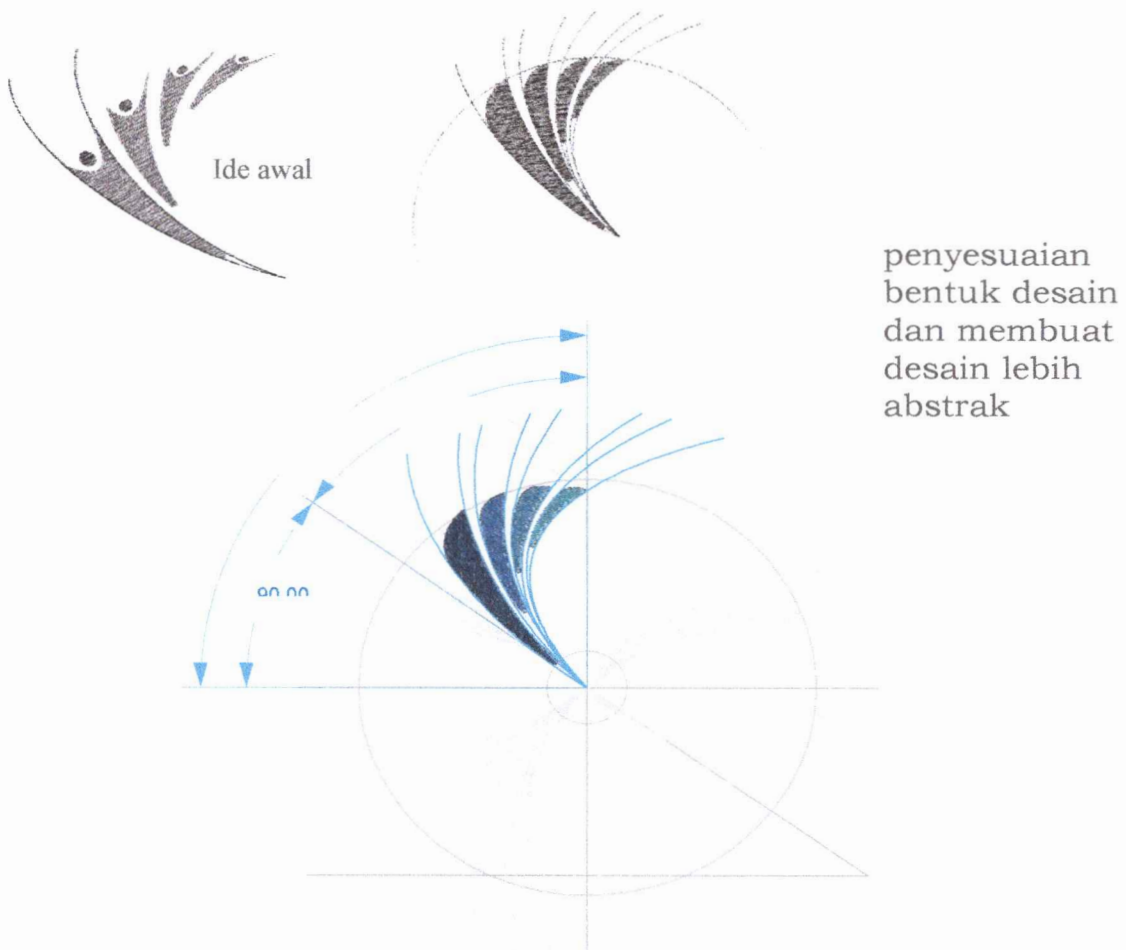 Ide awal
penyesuaian
bentuk desain
dan membuat
desain lebih
abstrak
90.00